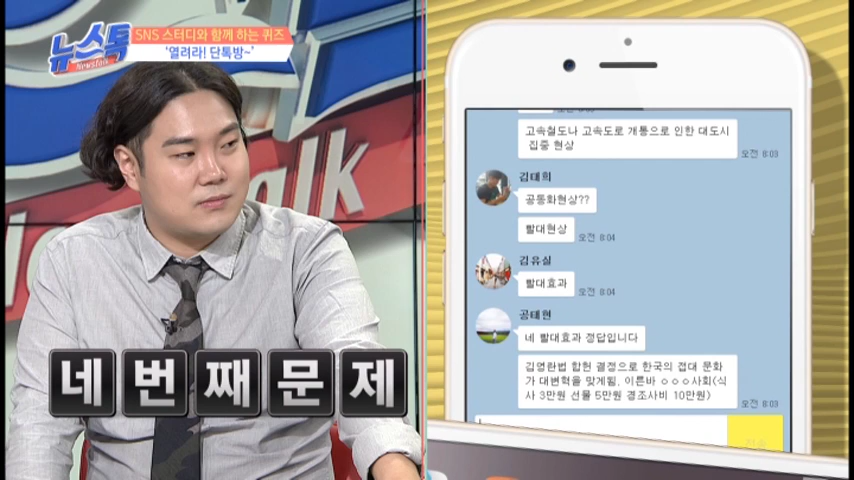 뉴스톡
Newstalk
SNS 스터디와 함께 하는 퀴즈
'열려라! 단톡방~'
alk
네번째문제
고속철도나 고속도로 개통으로 인한 대도시
집중 현상
오전 8:03
김태희
공동화현상??
빨대현상
오전 8:04
김유실
빨대효과
오전 8:04
공태현
네 빨대효과 정답입니다
김영란법 합헌 결정으로 한국의 접대 문화
가 대변혁을 맞게됨. 이른바 ㅇㅇㅇ사회(식
사 3만원 선물 5만원 경조사비 10만원)
오전 8:03
전송